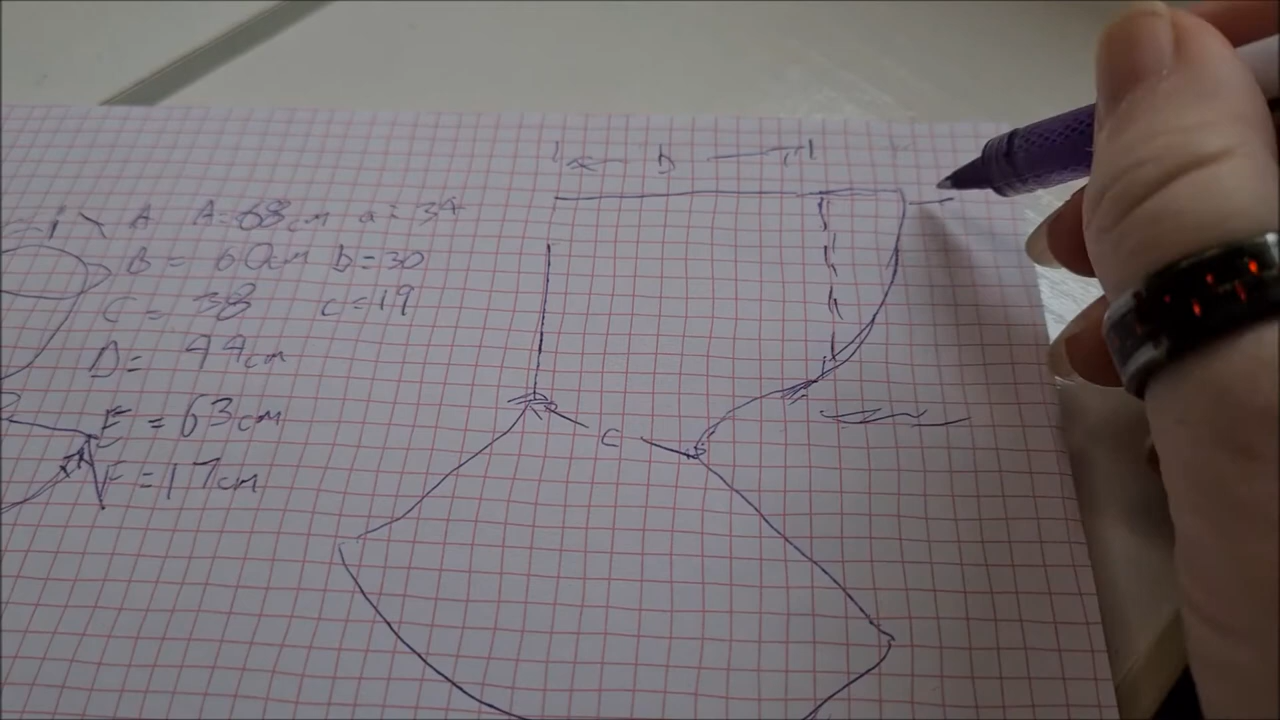 b
A A=68cm a=34
B = 60cm b=30
C = 38 c=19
D= 44cm
E = 63cm
F=17cm
c